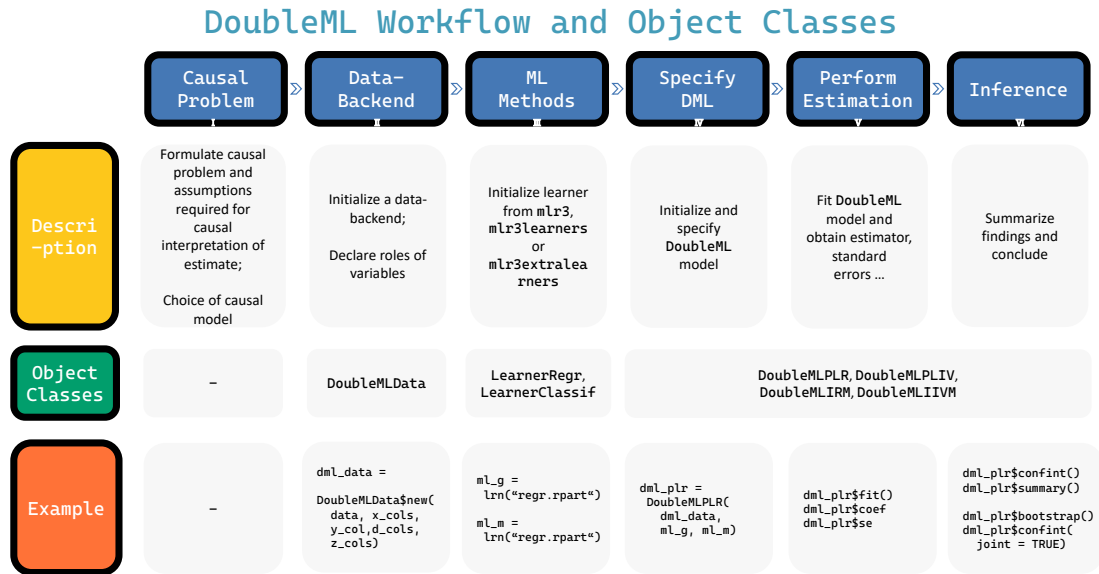 DoubleML Workflow and Object Classes
Causal
Problem
I
Data-
Backend
II
ML
Methods
III
Specify
DML
IV
Perform
Estimation
V
Inference
VI
Descri
-ption
Formulate causal
problem and
assumptions
required for
causal
interpretation of
estimate;
Choice of causal
model
Initialize a data-
backend;
Declare roles of
variables
Initialize learner
from mlr3,
mlr3learners
or
mlr3extralea
rners
Initialize and
specify
DoubleML
model
Fit DoubleML
model and
obtain estimator,
standard
errors …
Summarize
findings and
conclude
Object
Classes
-
DoubleMLData
LearnerRegr,
LearnerClassif
DoubleMLPLR, DoubleMLPLIV,
DoubleMLIRM, DoubleMLIIVM
Example
-
dml_data =
DoubleMLData$new(
data, x_cols,
y_col,d_cols,
z_cols)
ml_g =
lrn(“regr.rpart“)
ml_m =
lrn(“regr.rpart“)
dml_plr =
DoubleMLPLR(
dml_data,
ml_g, ml_m)
dml_plr$fit()
dml_plr$coef
dml_plr$se
dml_plr$confint()
dml_plr$summary()
dml_plr$bootstrap()
dml_plr$confint(
joint = TRUE)